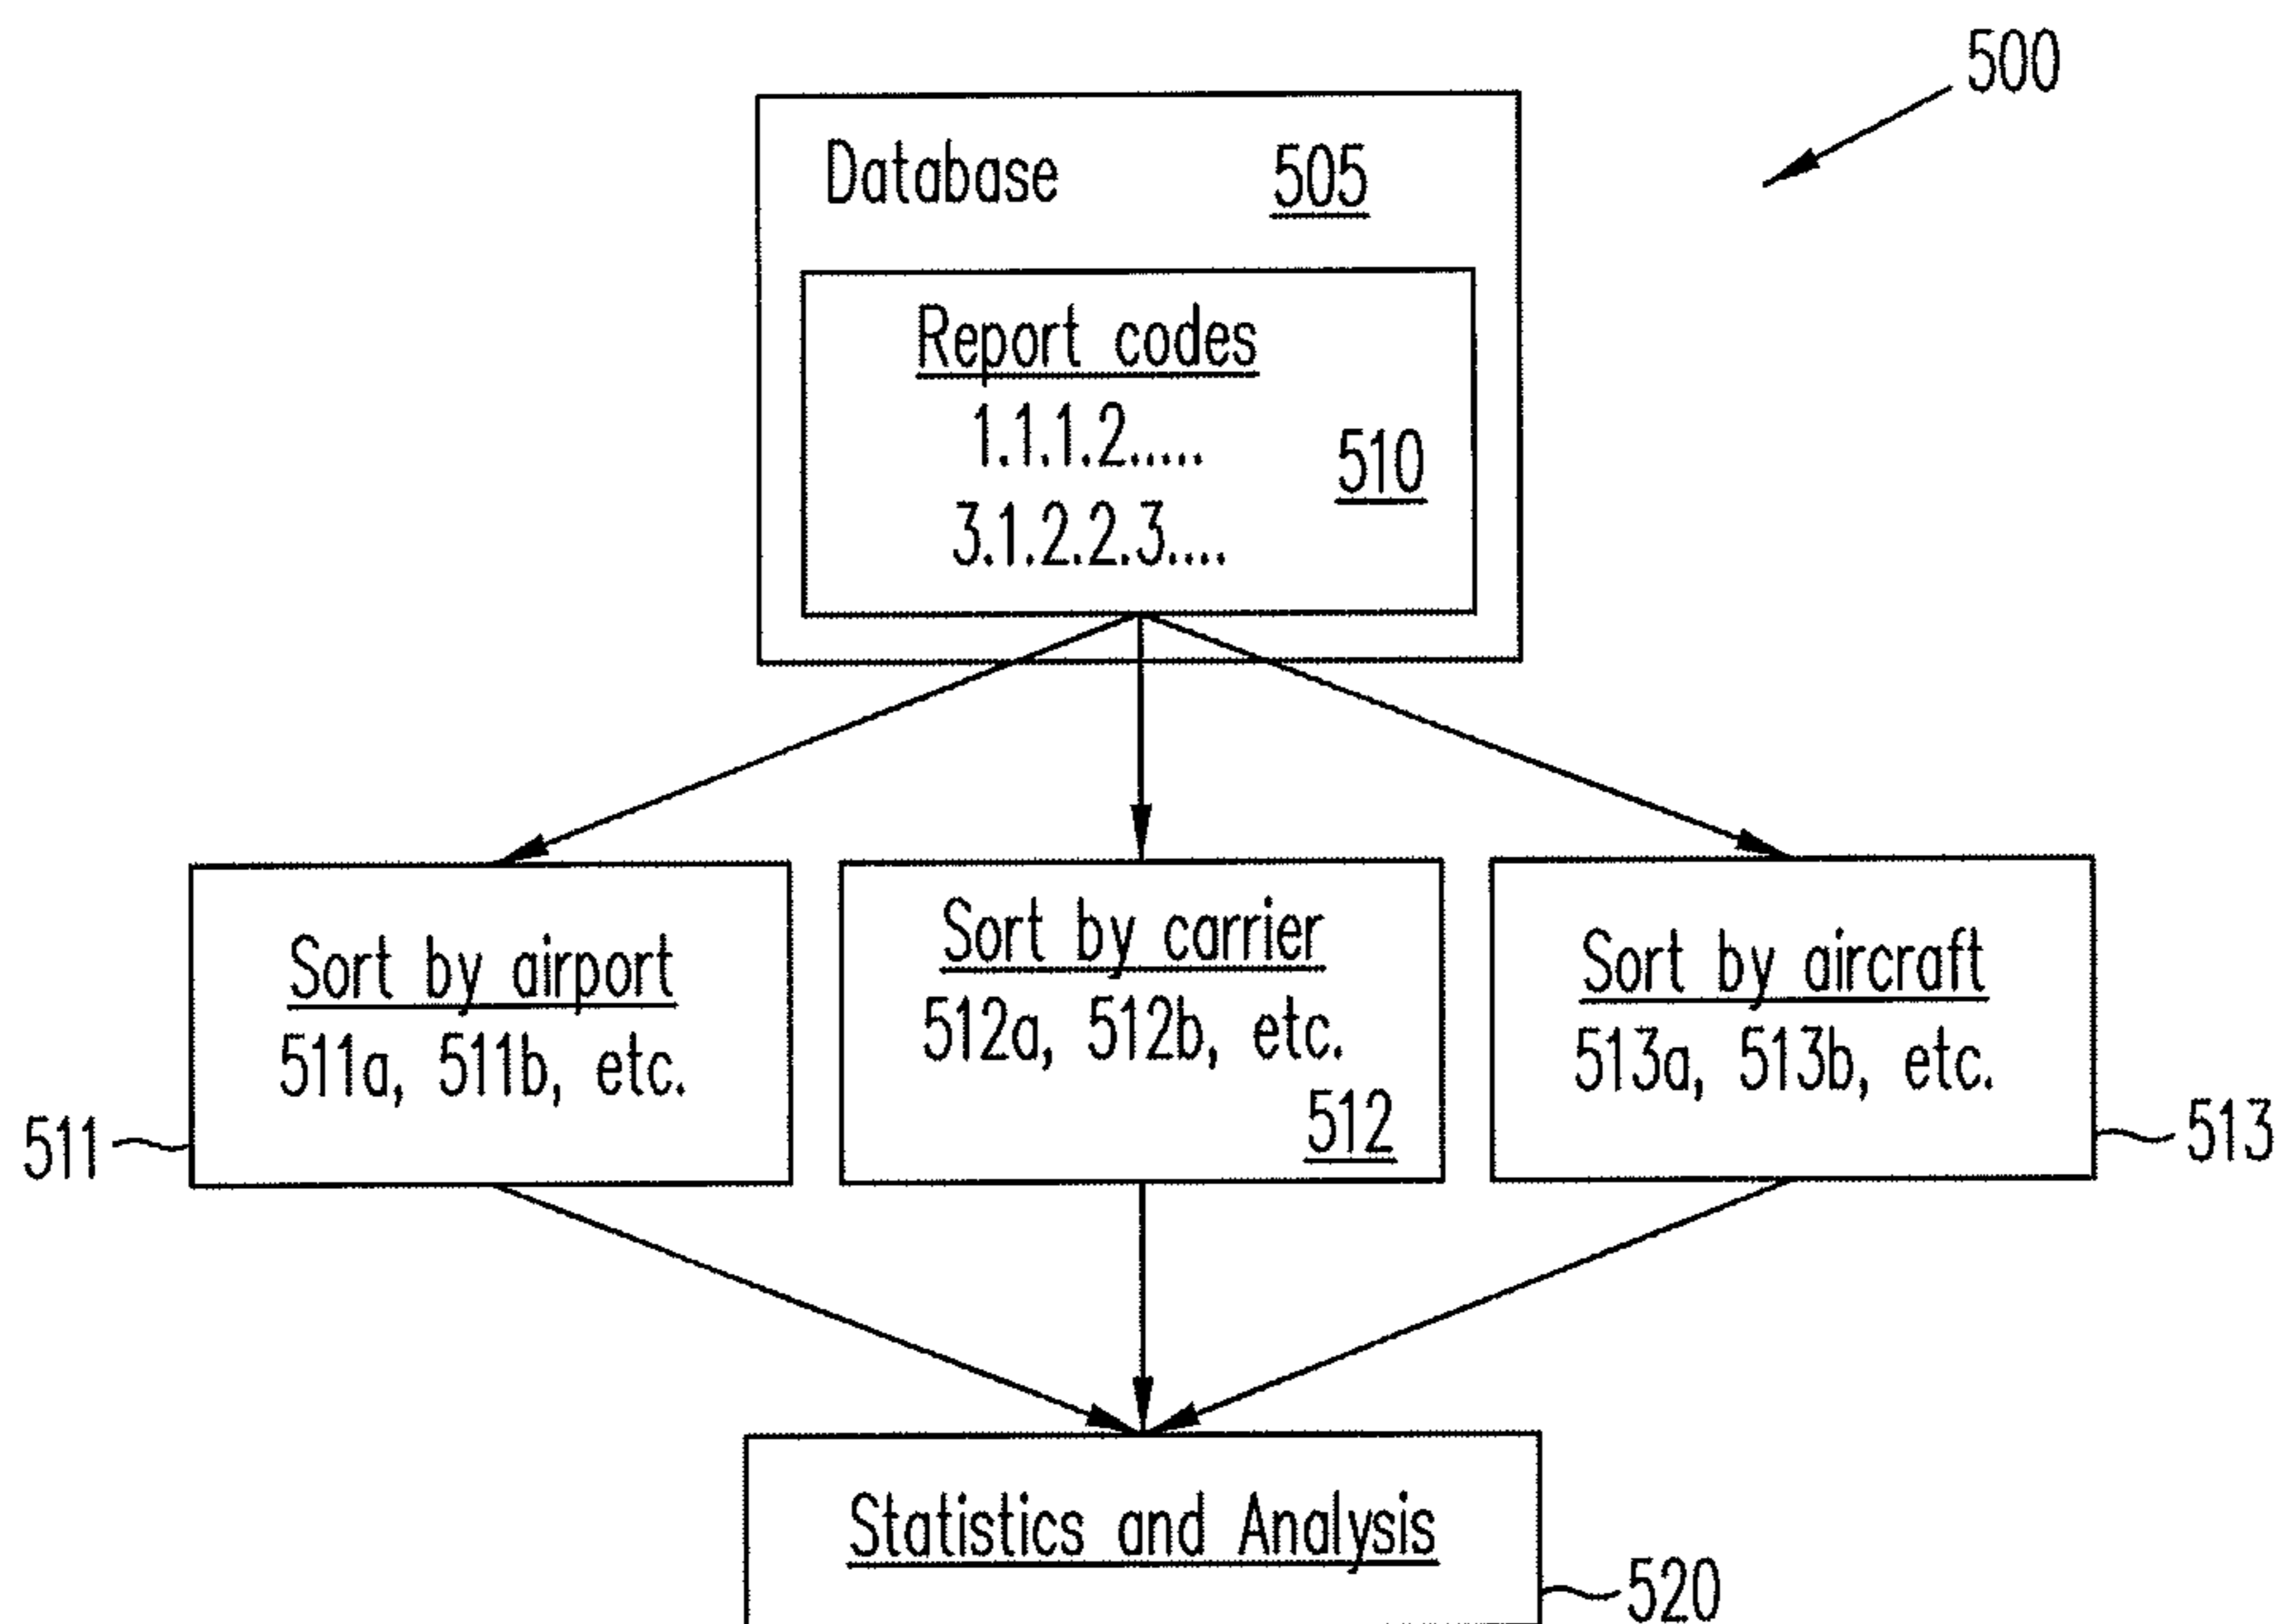 500
Database 505
Report codes
1.1.1.2.....
510
3.1.2.2.3....
Sort by airport
511a, 511b, etc.
511
Sort by carrier
512a, 512b, etc.
512
Sort by aircraft
513a, 513b, etc.
513
Statistics and Analysis
520